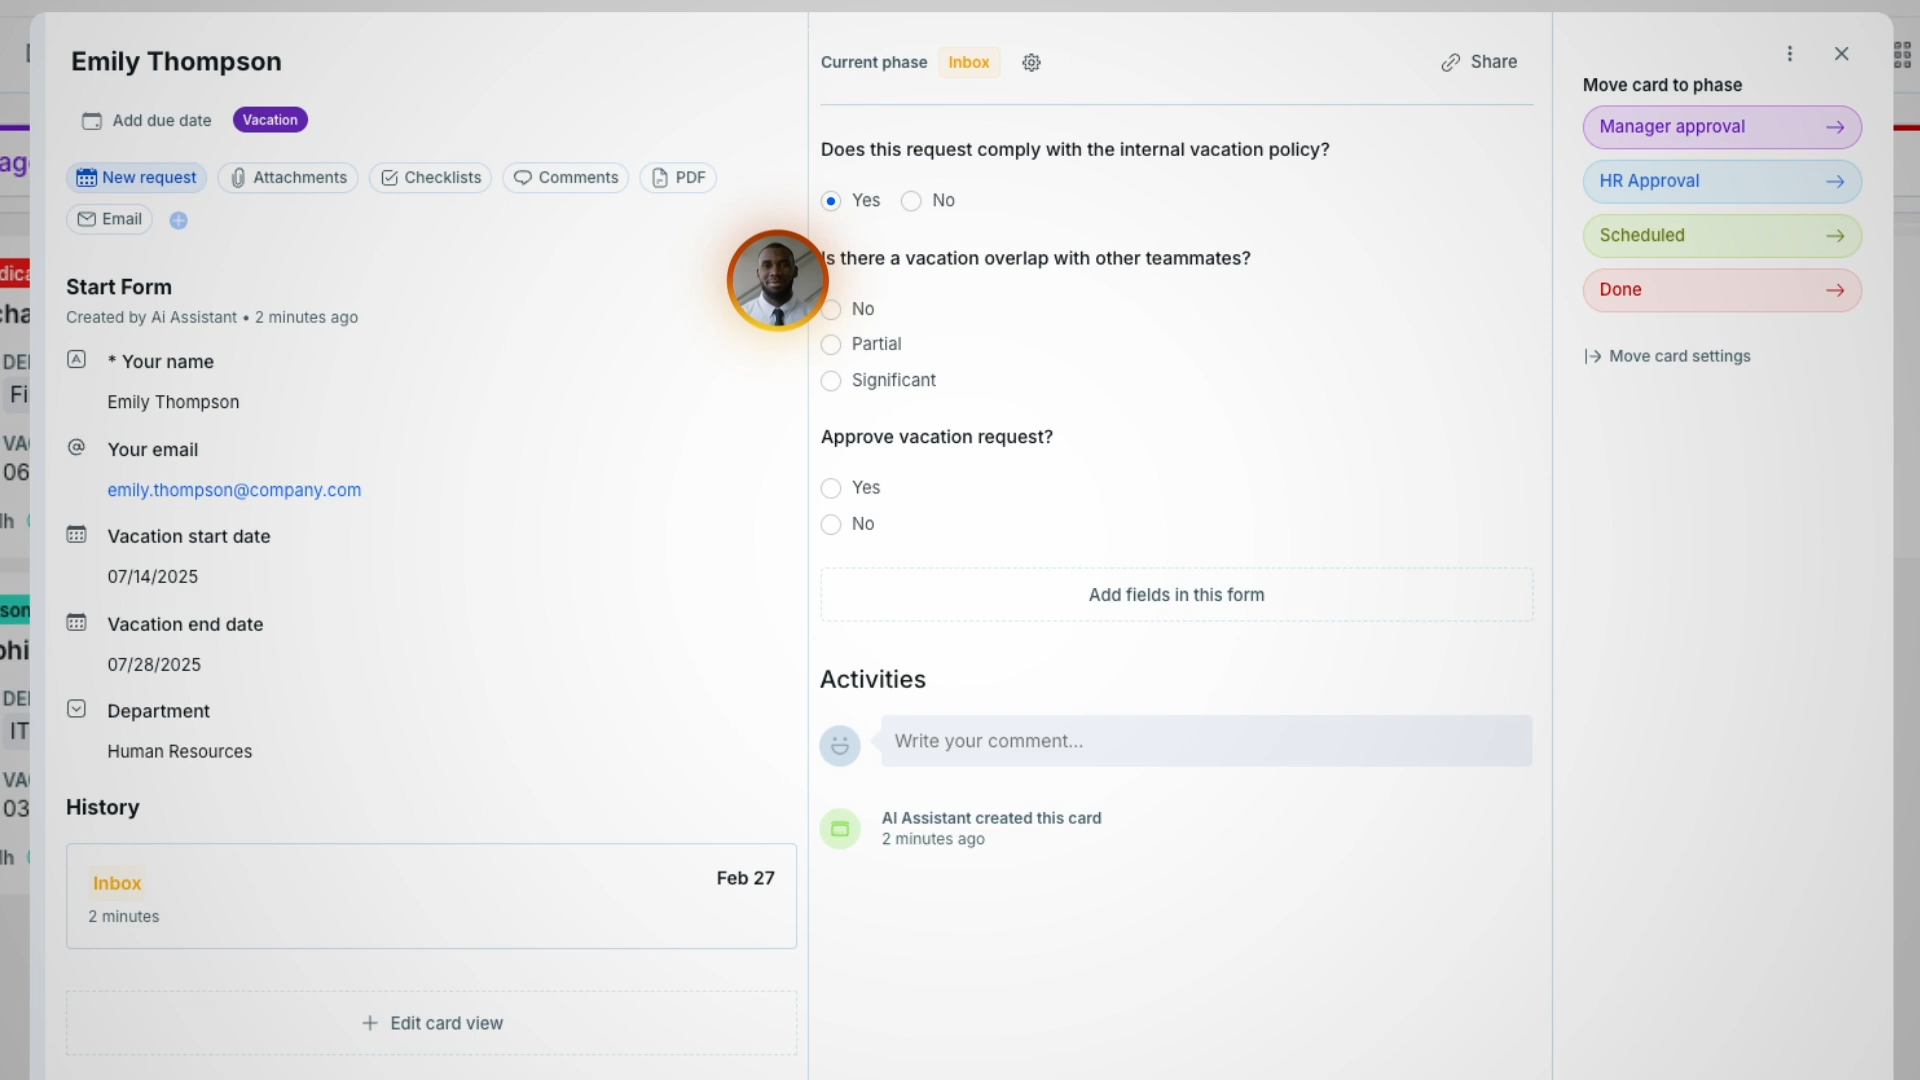 Emily Thompson
Add due date
Vacation
New request
Attachments
Checklists
Comments
PDF
Email
Start Form
Created by Ai Assistant • 2 minutes ago
* Your name
Emily Thompson
Your email
emily.thompson@company.com
Vacation start date
07/14/2025
Vacation end date
07/28/2025
Department
Human Resources
History
Inbox
Feb 27
2 minutes
Edit card view
Current phase
Inbox
Share
Does this request comply with the internal vacation policy?
Yes
No
Is there a vacation overlap with other teammates?
No
Partial
Significant
Approve vacation request?
Yes
No
Add fields in this form
Activities
Write your comment...
AI Assistant created this card
2 minutes ago
Move card to phase
Manager approval
HR Approval
Scheduled
Done
Move card settings